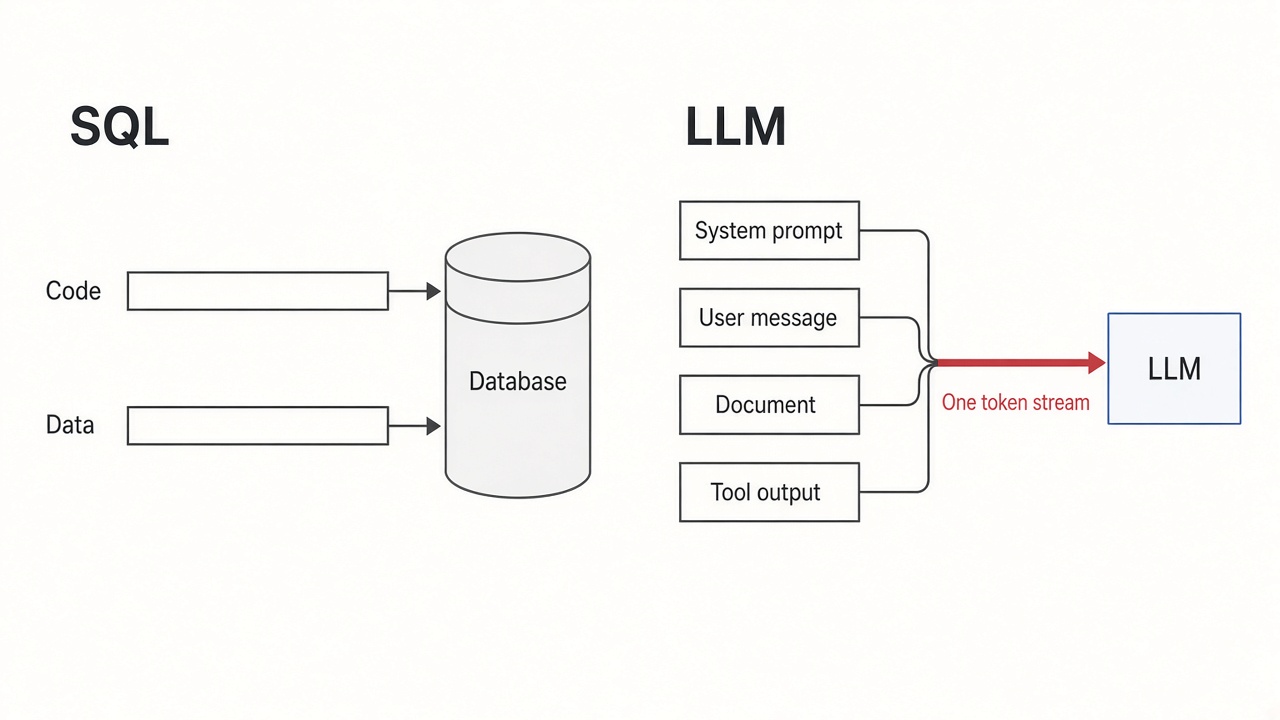 SQL
Code
Data
Database
LLM
System prompt
User message
Document
Tool output
One token stream
LLM